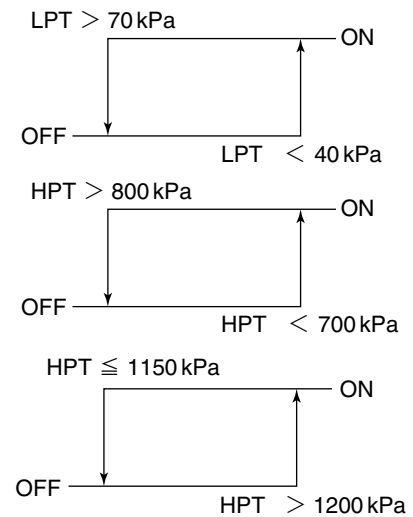 LPT > 70 kPa
ON
OFF
LPT < 40 kPa
HPT > 800 kPa
ON
OFF
HPT < 700 kPa
HPT ≦ 1150 kPa
ON
OFF
HPT > 1200 kPa